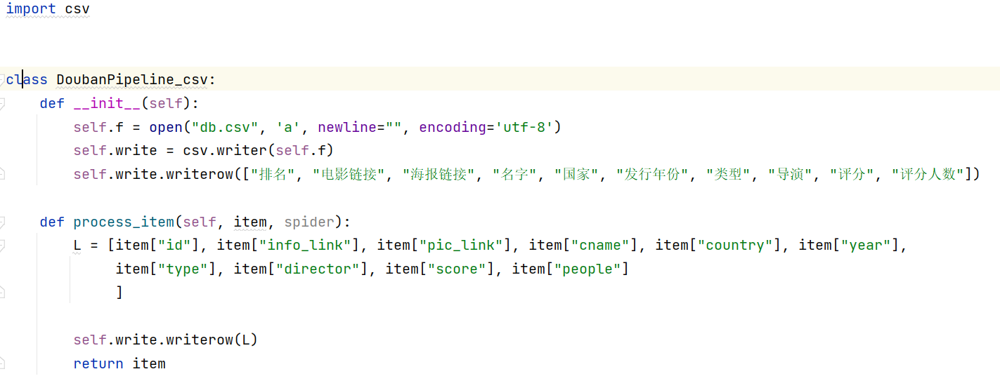 import csv
class DoubanPipeline_csv:
def __init__(self):
self.f = open("db.csv", 'a', newline="", encoding='utf-8')
self.write = csv.writer(self.f)
self.write.writerow(["排名", "电影链接", "海报链接", "名字", "国家", "发行年份", "类型", "导演", "评分", "评分人数"])
def process_item(self, item, spider):
L = [item["id"], item["info_link"], item["pic_link"], item["cname"], item["country"], item["year"],
item["type"], item["director"], item["score"], item["people"]
]
self.write.writerow(L)
return item